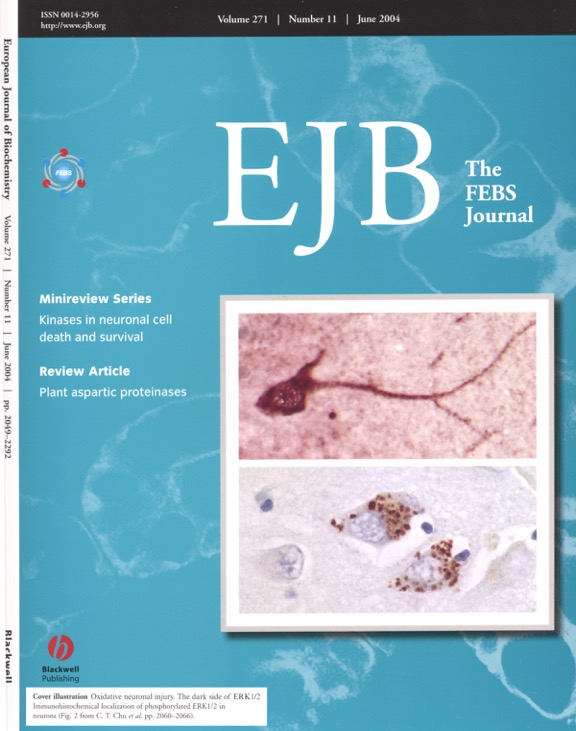 ISSN 0014-2956
http://www.ejb.org
Volume 271 | Number 11 | June 2004
European Journal of Biochemistry Volume 271 | Number 11 | June 2004 | pp. 2049–2292
Blackwell
FEBS
EJB
The
FEBS
Journal
Minireview Series
Kinases in neuronal cell
death and survival
Review Article
Plant aspartic proteinases
b
Blackwell
Publishing
Cover illustration Oxidative neuronal injury. The dark side of ERK1/2
Immunohistochemical localization of phosphorylated ERK1/2 in
neurons (Fig. 2 from C. T. Chu et al. pp. 2060–2066).